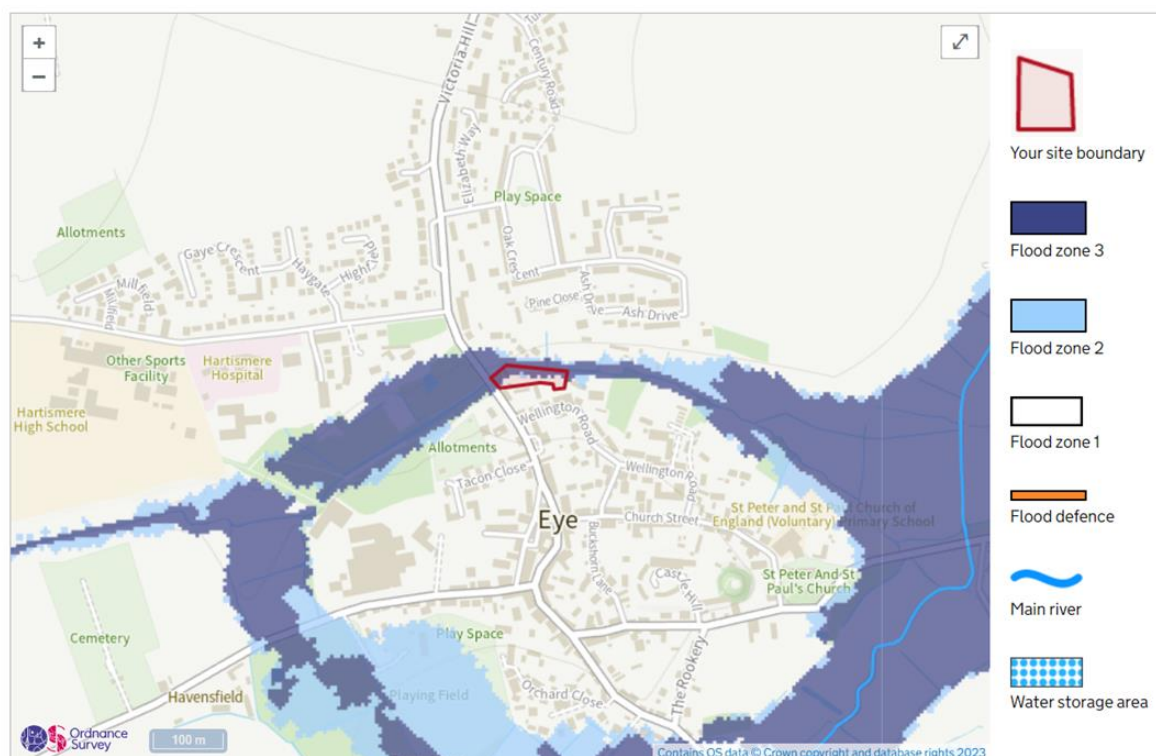 +
−
Victoria Hill
Century Road
Elizabeth Way
Play Space
Allotments
Gaye Crescent
Haygate
High
Millfield
Millfield
Oak Crescent
Ash Drive
Pine Close
Ash Drive
Other Sports
Facility
Hartismere
Hospital
Hartismere
High School
Wellington
Road
Allotments
Tacon Close
Wellington Road
Eye
Church Street
St Peter and St Paul Church of
England (Voluntary) Primary School
Buckshorn Lane
Castle Hill
St Peter And St
Paul's Church
Cemetery
Play Space
Playing Field
Havensfield
Orchard Close
The Rookery
Ordnance
Survey
100 m
Contains OS data © Crown copyright and database rights 2023
Your site boundary
Flood zone 3
Flood zone 2
Flood zone 1
Flood defence
Main river
Water storage area